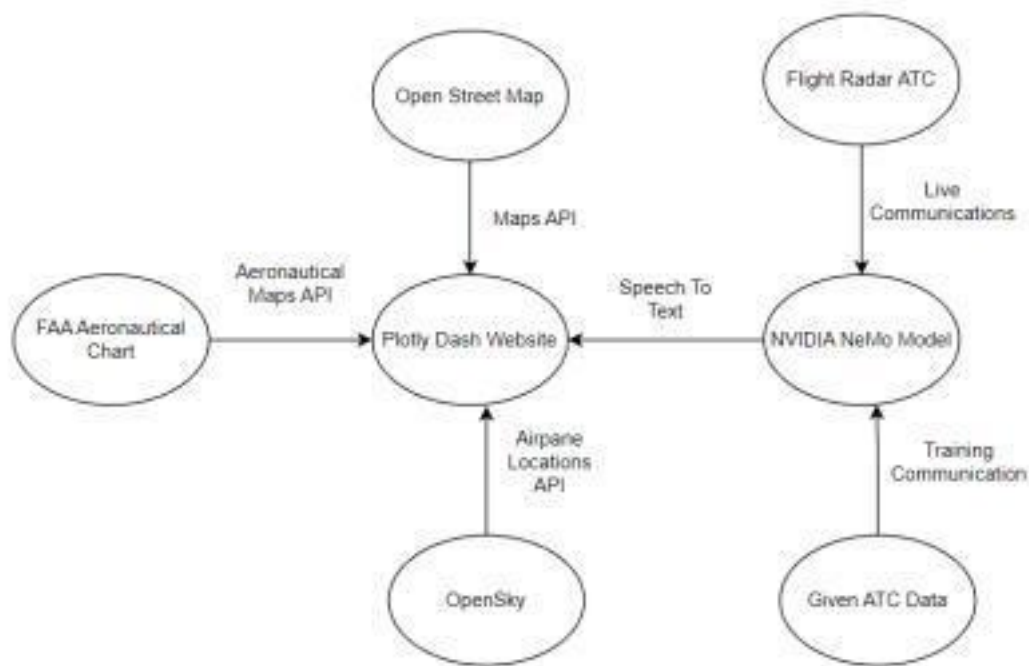 Open Street Map
Flight Radar ATC
Maps API
Live
Communications
Aeronautical
Maps API
Speech To
Text
FAA Aeronautical
Chart
Plotly Dash Website
NVIDIA NeMo Model
Airpane
Locations
API
Training
Communication
OpenSky
Given ATC Data